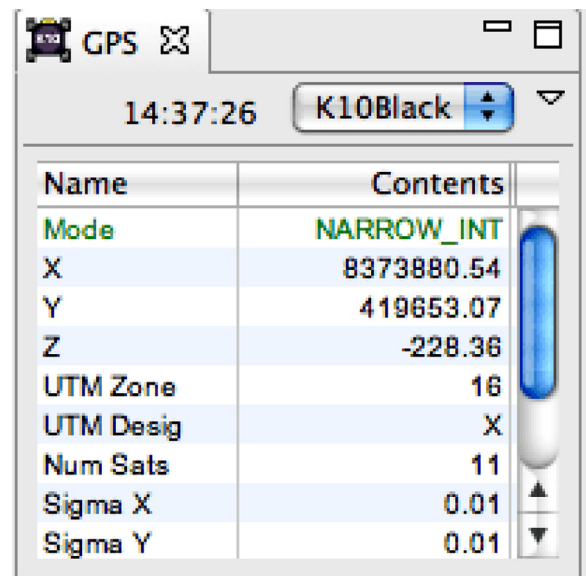 K10 GPS
14:37:26 K10Black
Name Contents
Mode NARROW_INT
X 8373880.54
Y 419653.07
Z -228.36
UTM Zone 16
UTM Desig X
Num Sats 11
Sigma X 0.01
Sigma Y 0.01